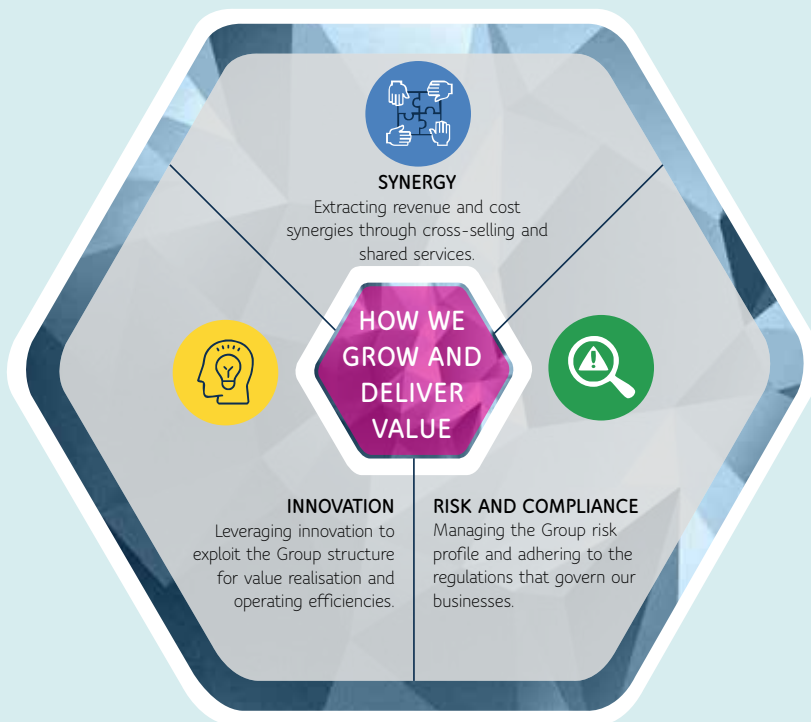 SYNERGY
Extracting revenue and cost
synergies through cross-selling and
shared services.
HOW WE
GROW AND
DELIVER
VALUE
INNOVATION
Leveraging innovation to
exploit the Group structure
for value realisation and
operating efficiencies.
RISK AND COMPLIANCE
Managing the Group risk
profile and adhering to the
regulations that govern our
businesses.